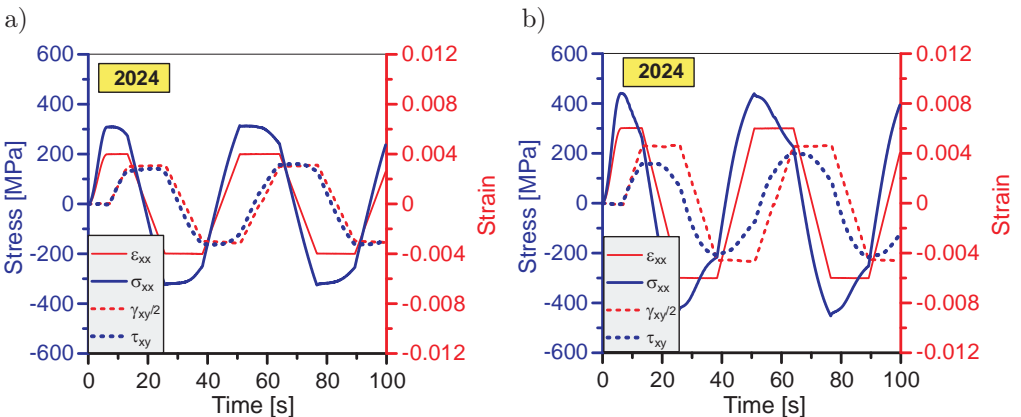 a)
600
400
200
0
-200
-400
-600
Stress [MPa]
2024
εxx
σxx
γxy/2
τxy
0.012
0.008
0.004
0
-0.004
-0.008
-0.012
Strain
0 20 40 60 80 100
Time [s]
b)
600
400
200
0
-200
-400
-600
Stress [MPa]
2024
εxx
σxx
γxy/2
τxy
0.012
0.008
0.004
0
-0.004
-0.008
-0.012
Strain
0 20 40 60 80 100
Time [s]